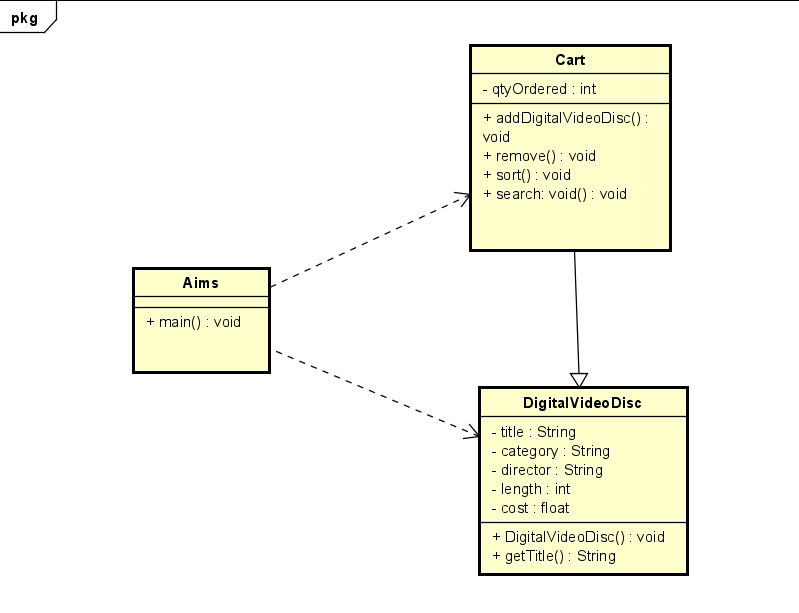 pkg
Cart
- qtyOrdered : int
+ addDigitalVideoDisc() :
void
+ remove() : void
+ sort() : void
+ search: void() : void
Aims
+ main() : void
DigitalVideoDisc
- title : String
- category : String
- director : String
- length : int
- cost : float
+ DigitalVideoDisc() : void
+ getTitle() : String